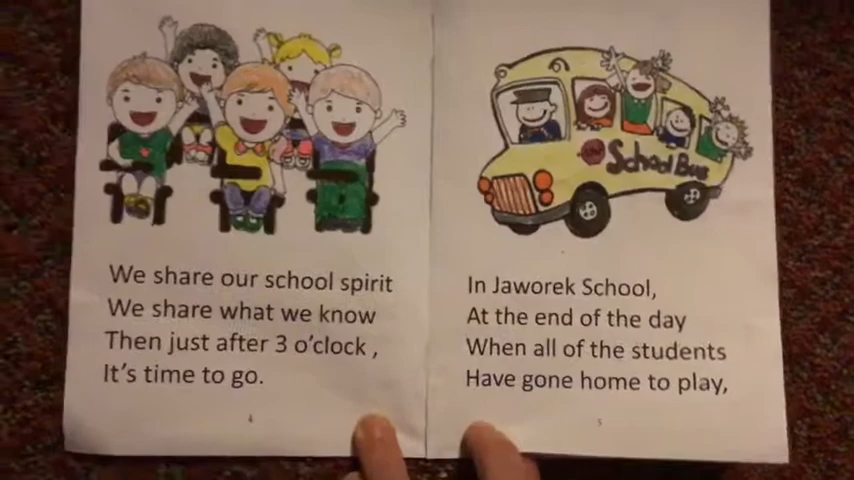 We share our school spirit
We share what we know
Then just after 3 o'clock ,
It's time to go.
4
School Bus
In Jaworek School,
At the end of the day
When all of the students
Have gone home to play,
5